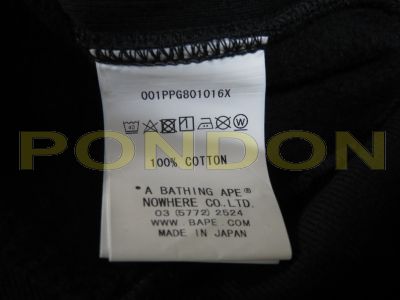 001PPG801016X
100% COTTON
*A BATHING APE®
NOWHERE CO.LTD.
03 (5772) 2524
WWW.BAPE.COM
MADE IN JAPAN
PONDON